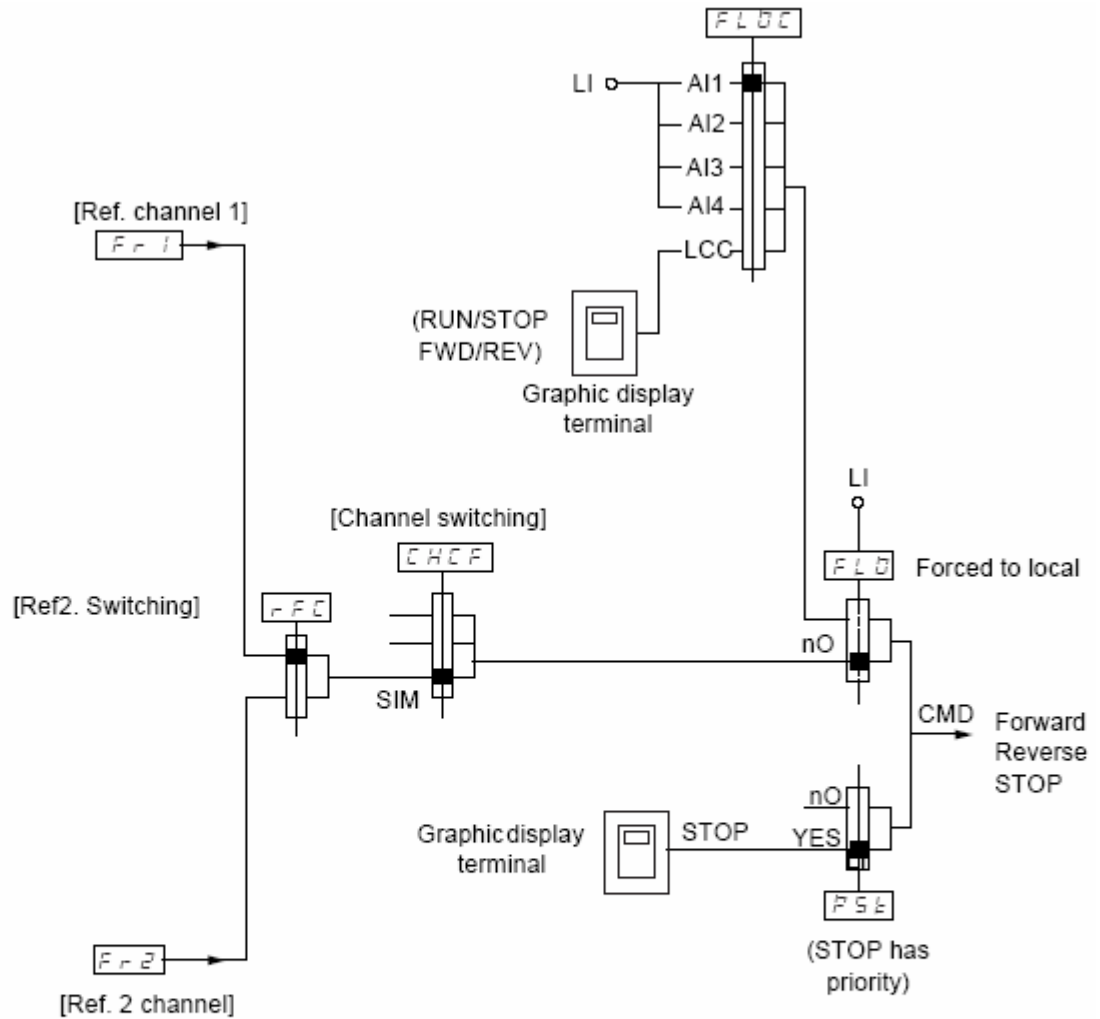 FLOC
LI AI1
AI2
AI3
AI4
LCC
[Ref. channel 1]
Fr1
(RUN/STOP
FWD/REV)
Graphic display
terminal
LI
[Channel switching]
CHCF
FLO Forced to local
[Ref2. Switching]
rFC
nO
SIM
CMD
Forward
Reverse
STOP
nO
Graphic display
terminal
STOP
YES
PSt
(STOP has
priority)
Fr2
[Ref. 2 channel]